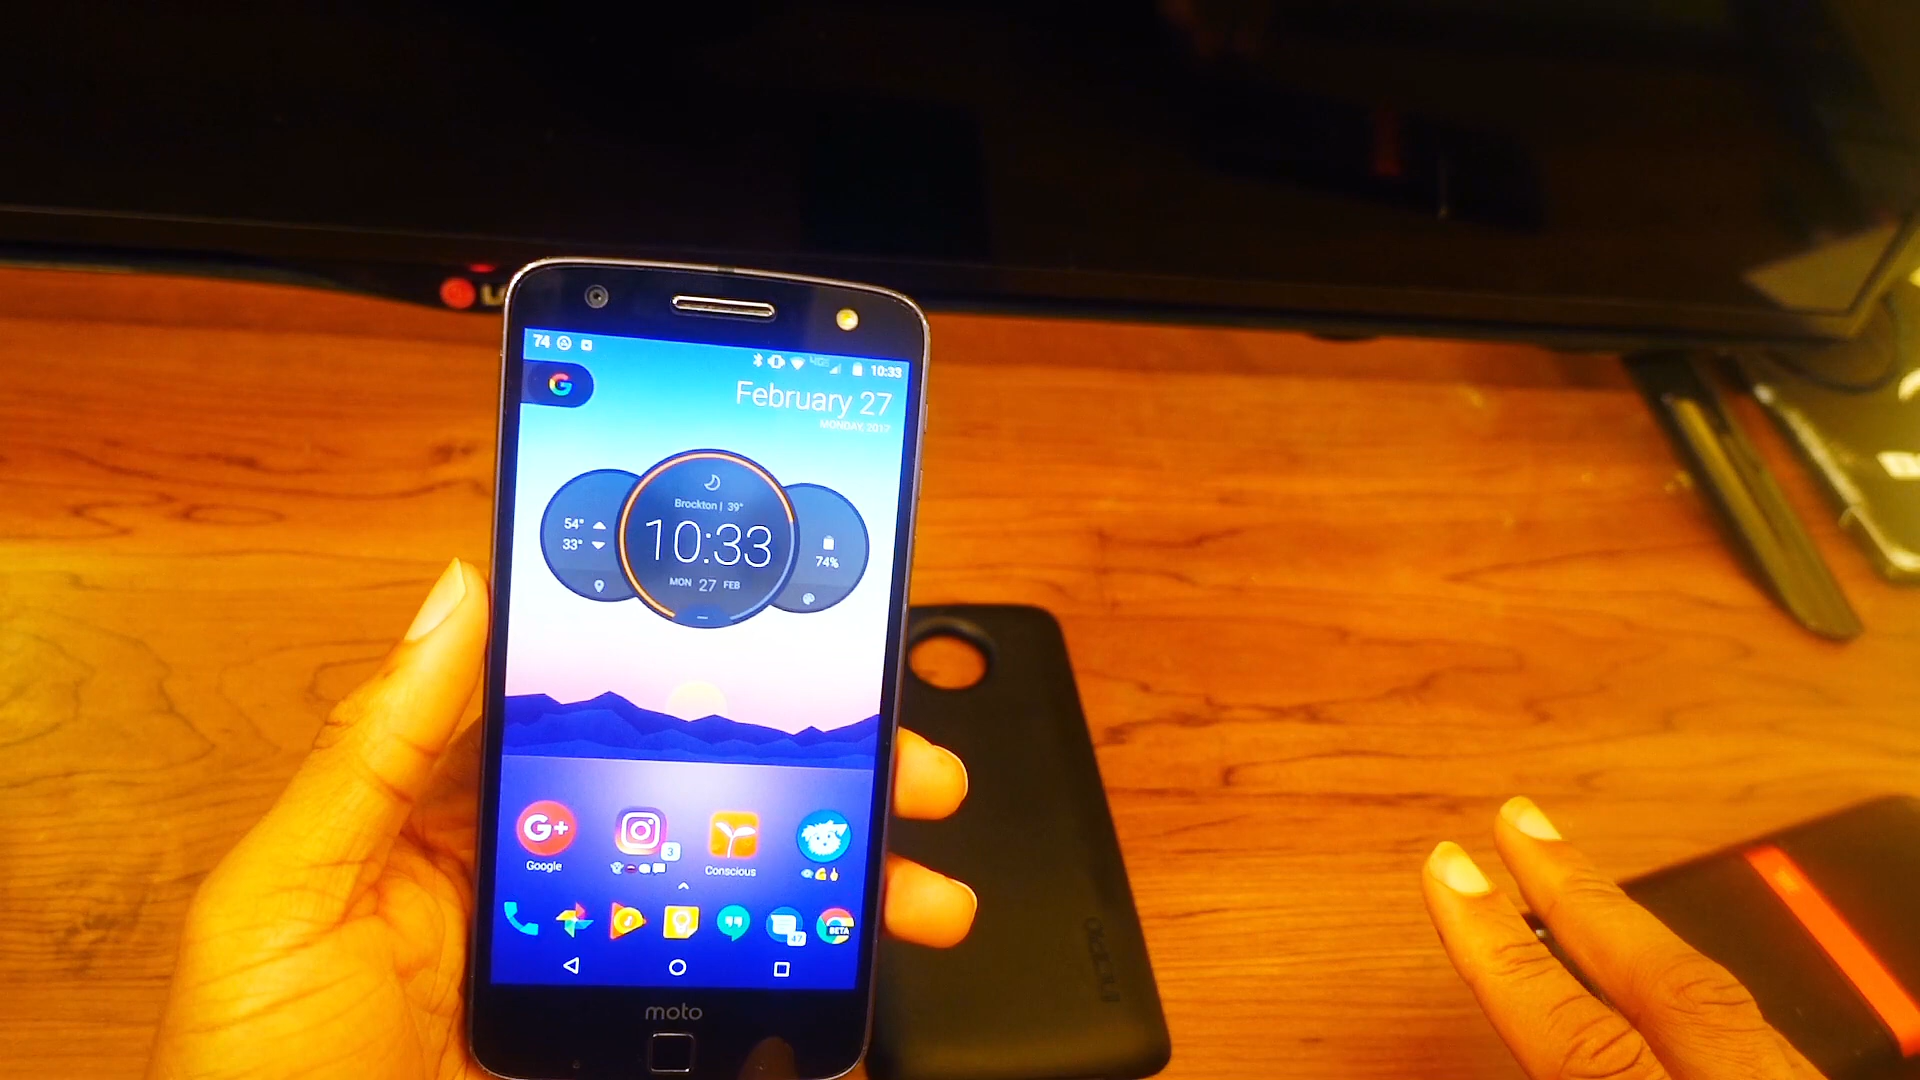 74
10:33
February 27
MONDAY, 2017
Brockton | 39°
54°
33°
10:33
74%
MON 27 FEB
G+
3
Google
Conscious
47
BETA
moto